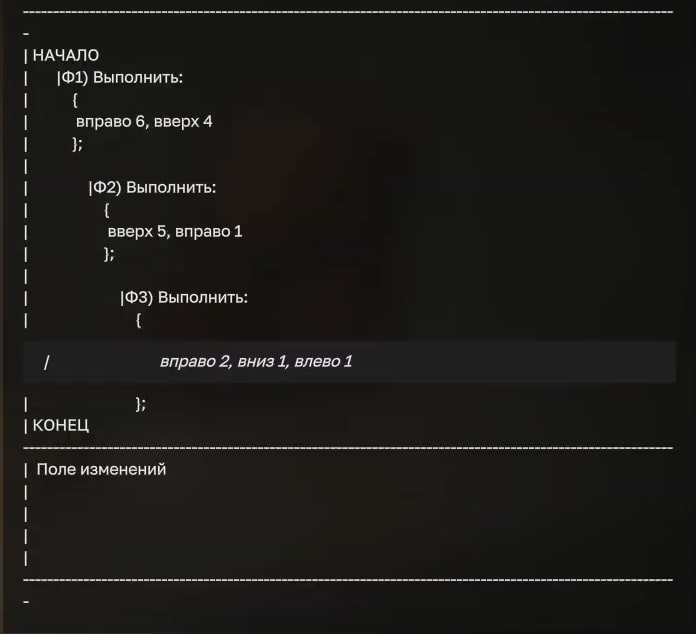 -
| НАЧАЛО
| |Ф1) Выполнить:
| {
| вправо 6, вверх 4
| };
|
| |Ф2) Выполнить:
| {
| вверх 5, вправо 1
| };
|
| |Ф3) Выполнить:
| {
| вправо 2, вниз 1, влево 1
| };
| КОНЕЦ
| Поле изменений
|
|
|
|
-